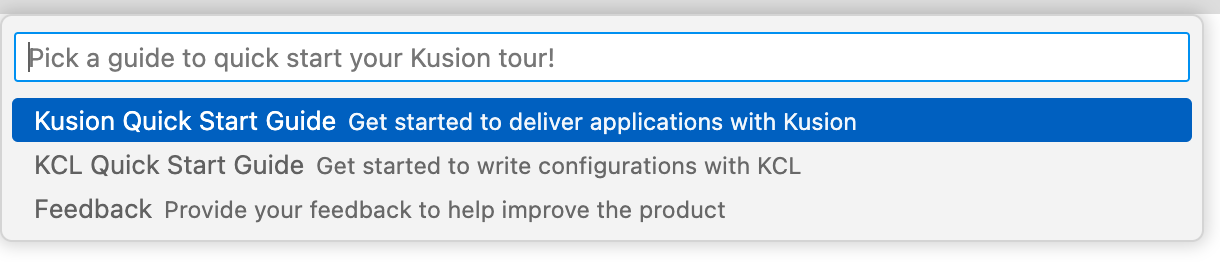 Pick a guide to quick start your Kusion tour!
Kusion Quick Start Guide Get started to deliver applications with Kusion
KCL Quick Start Guide Get started to write configurations with KCL
Feedback Provide your feedback to help improve the product